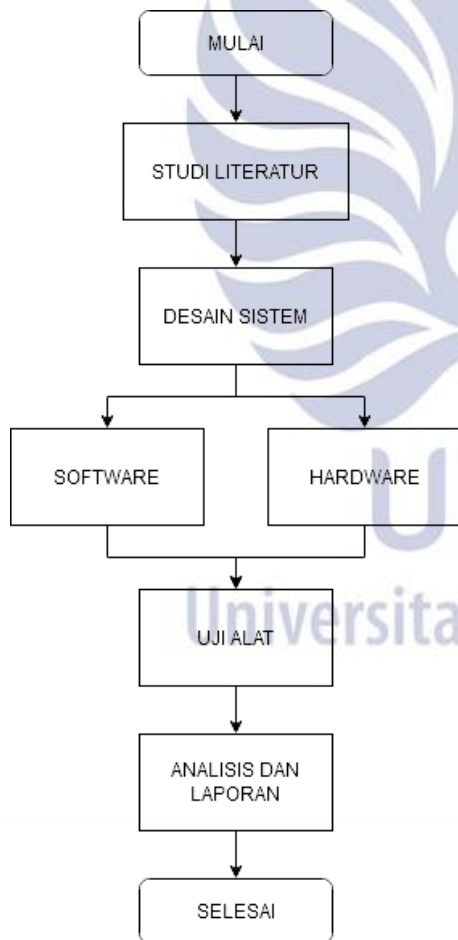 MULAI
STUDI LITERATUR
DESAIN SISTEM
SOFTWARE
HARDWARE
U
Universita
UJI ALAT
ANALISIS DAN
LAPORAN
SELESAI